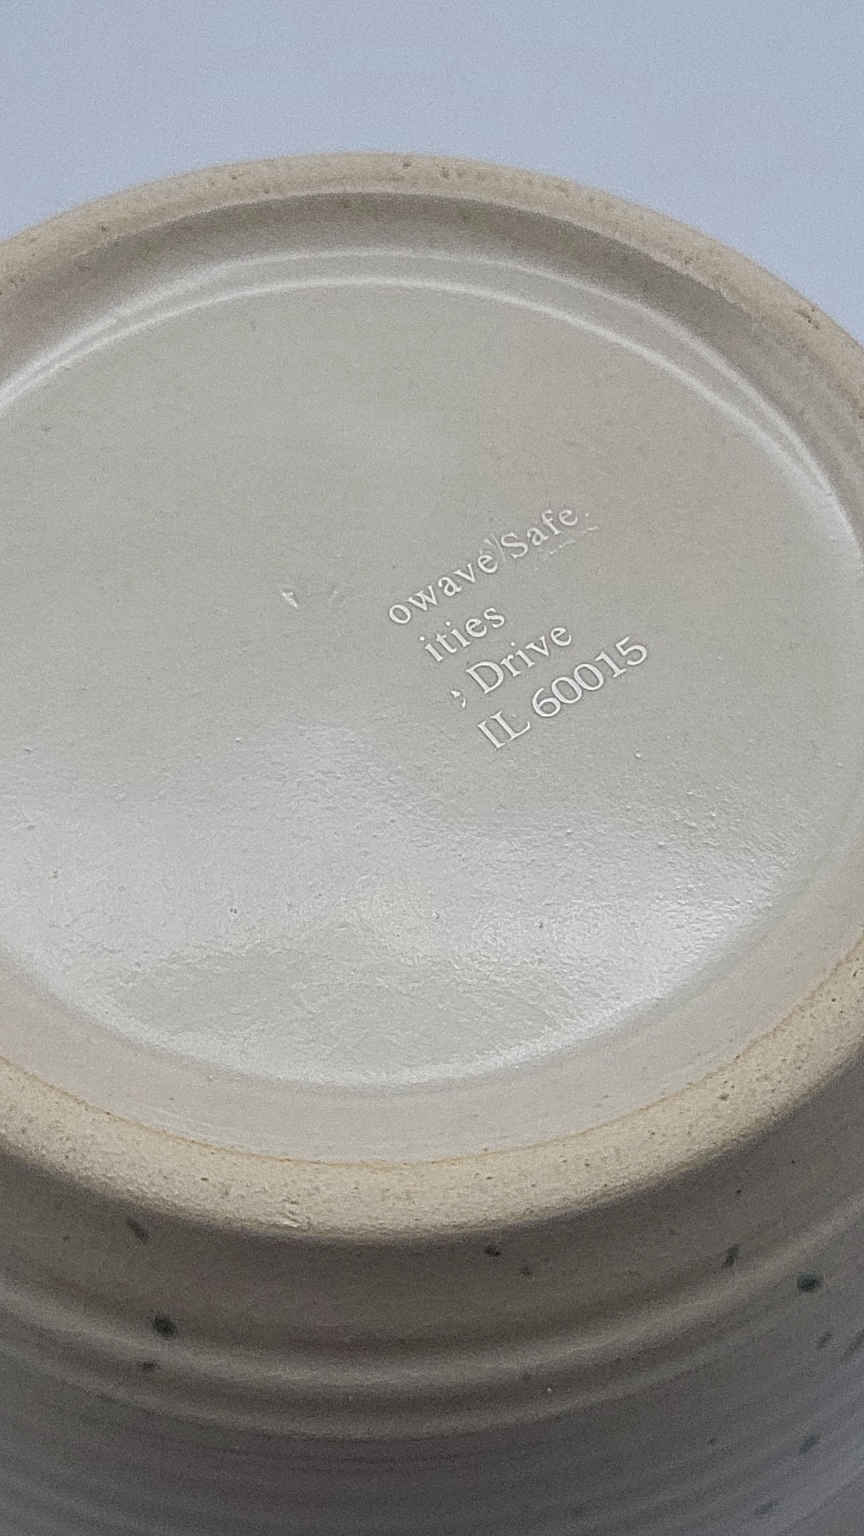 owave Safe
ities
Drive
IL 60015